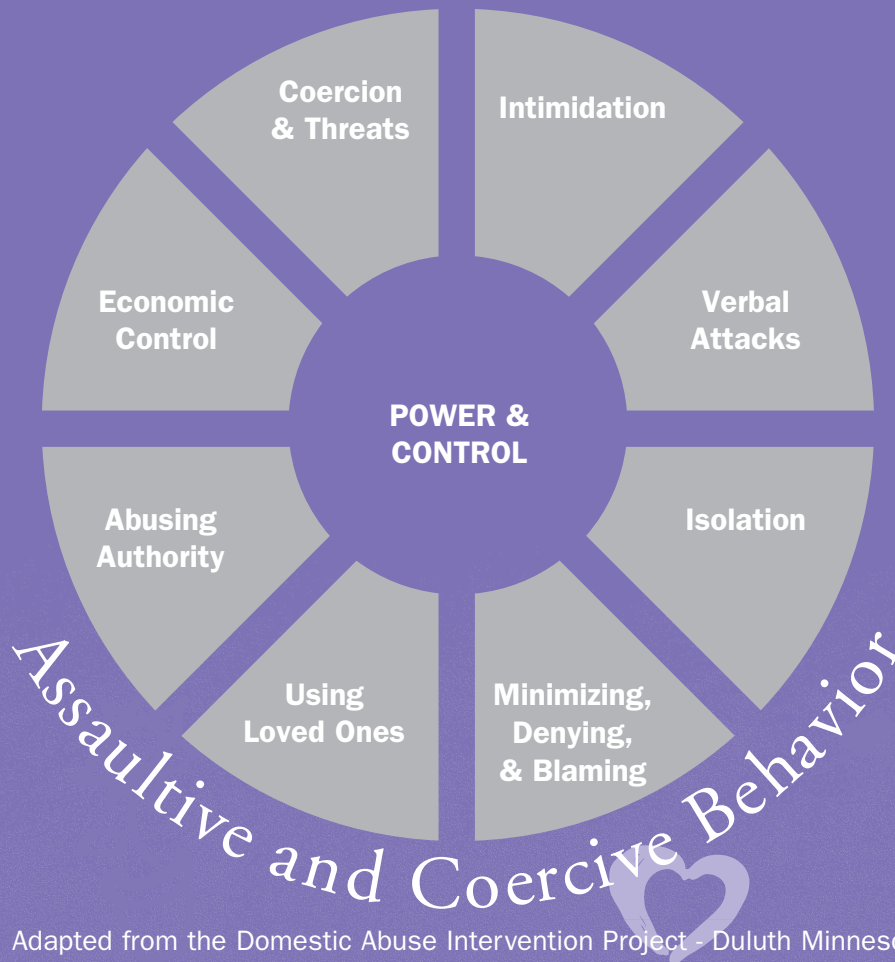 Coercion
& Threats
Intimidation
Economic
Control
Verbal
Attacks
POWER &
CONTROL
Abusing
Authority
Isolation
Using
Loved Ones
Minimizing,
Denying,
& Blaming
Assaultive and Coercive Behavior
Adapted from the Domestic Abuse Intervention Project - Duluth